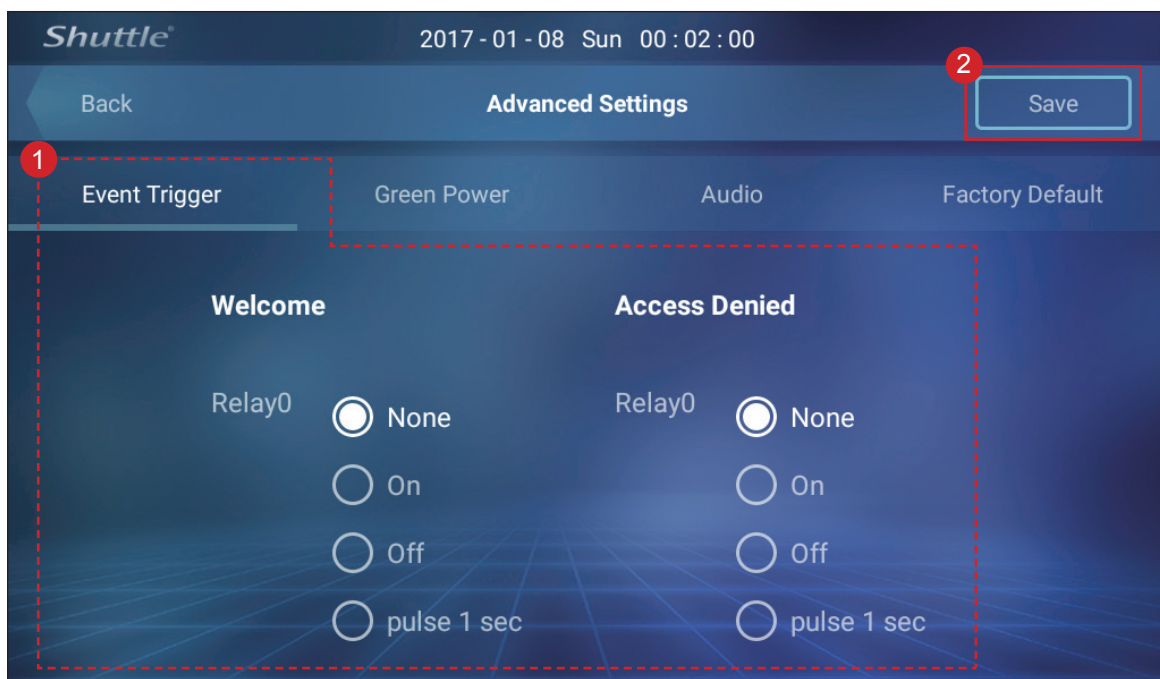 Shuttle 2017 - 01 - 08 Sun 00 : 02 : 00
2
Back Advanced Settings Save
1
Event Trigger Green Power Audio Factory Default
Welcome Access Denied
Relay0 None Relay0 None
On On
Off Off
pulse 1 sec pulse 1 sec